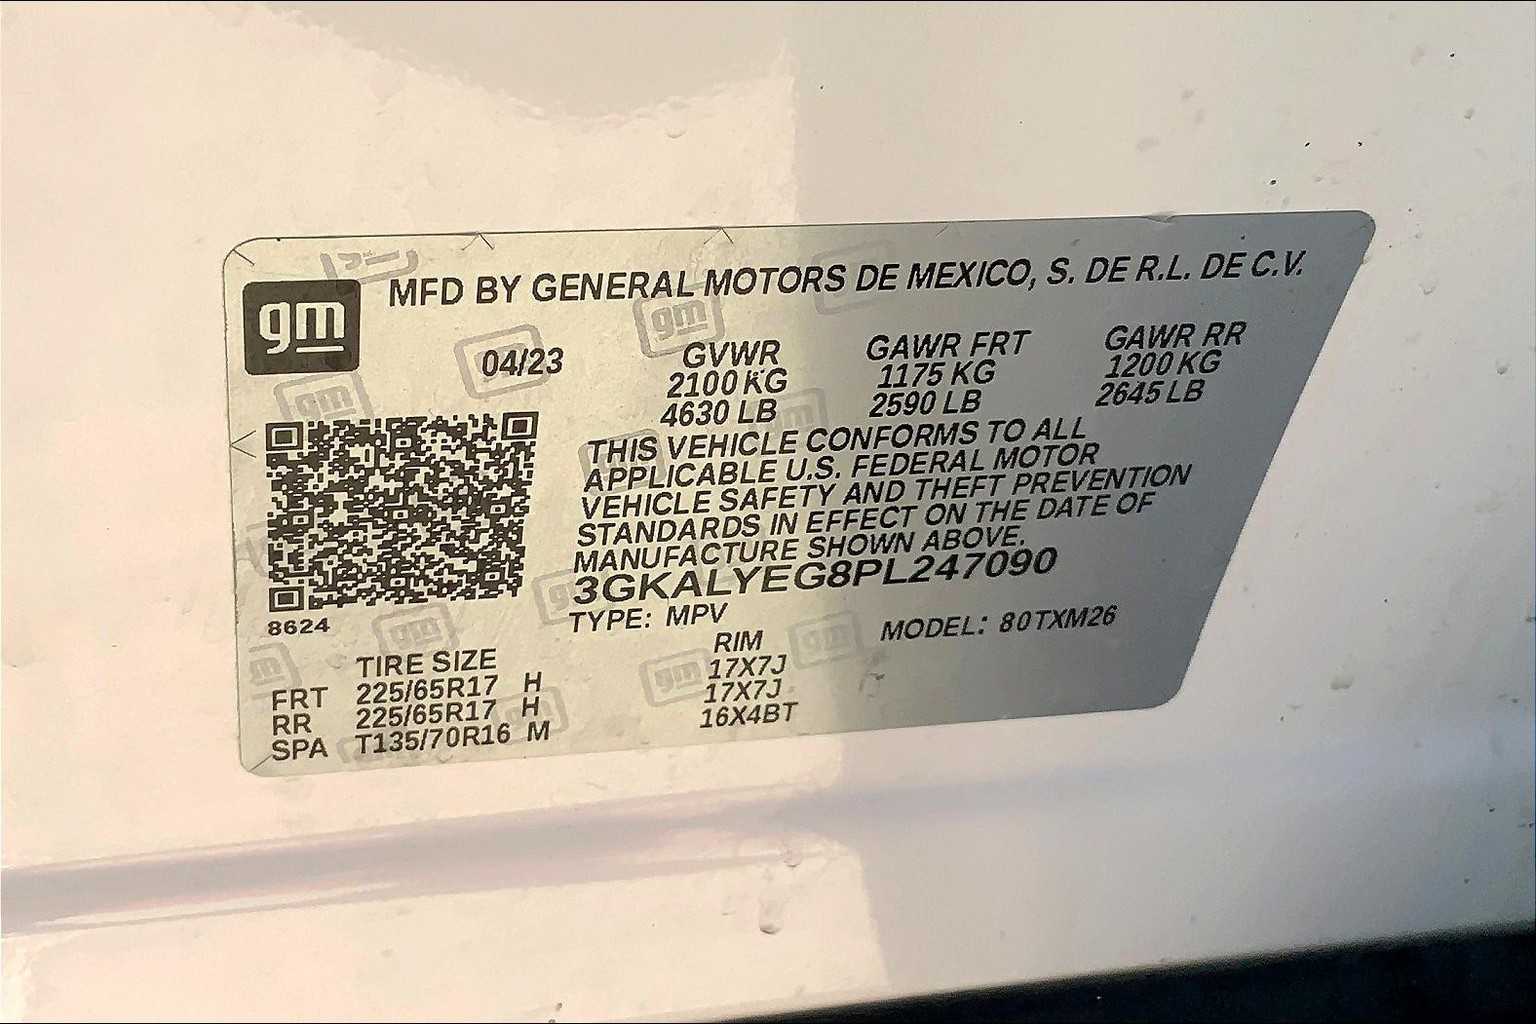 MFD BY GENERAL MOTORS DE MEXICO, S. DE R.L. DE C.V.
gm
04/23 GVWR GAWR FRT GAWR RR
2100 KG 1175 KG 1200 KG
4630 LB 2590 LB 2645 LB
THIS VEHICLE CONFORMS TO ALL
APPLICABLE U.S. FEDERAL MOTOR
VEHICLE SAFETY AND THEFT PREVENTION
STANDARDS IN EFFECT ON THE DATE OF
MANUFACTURE SHOWN ABOVE.
3GKALYEG8PL247090
8624 TYPE: MPV MODEL: 80TXM26
TIRE SIZE RIM
FRT 225/65R17 H 17X7J
RR 225/65R17 H 17X7J
SPA T135/70R16 M 16X4BT